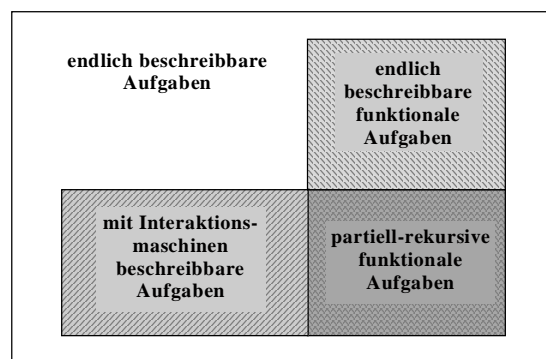 endlich beschreibbare
Aufgaben
endlich
beschreibbare
funktionale
Aufgaben
mit Interaktions-
maschinen
beschreibbare
Aufgaben
partiell-rekursive
funktionale
Aufgaben